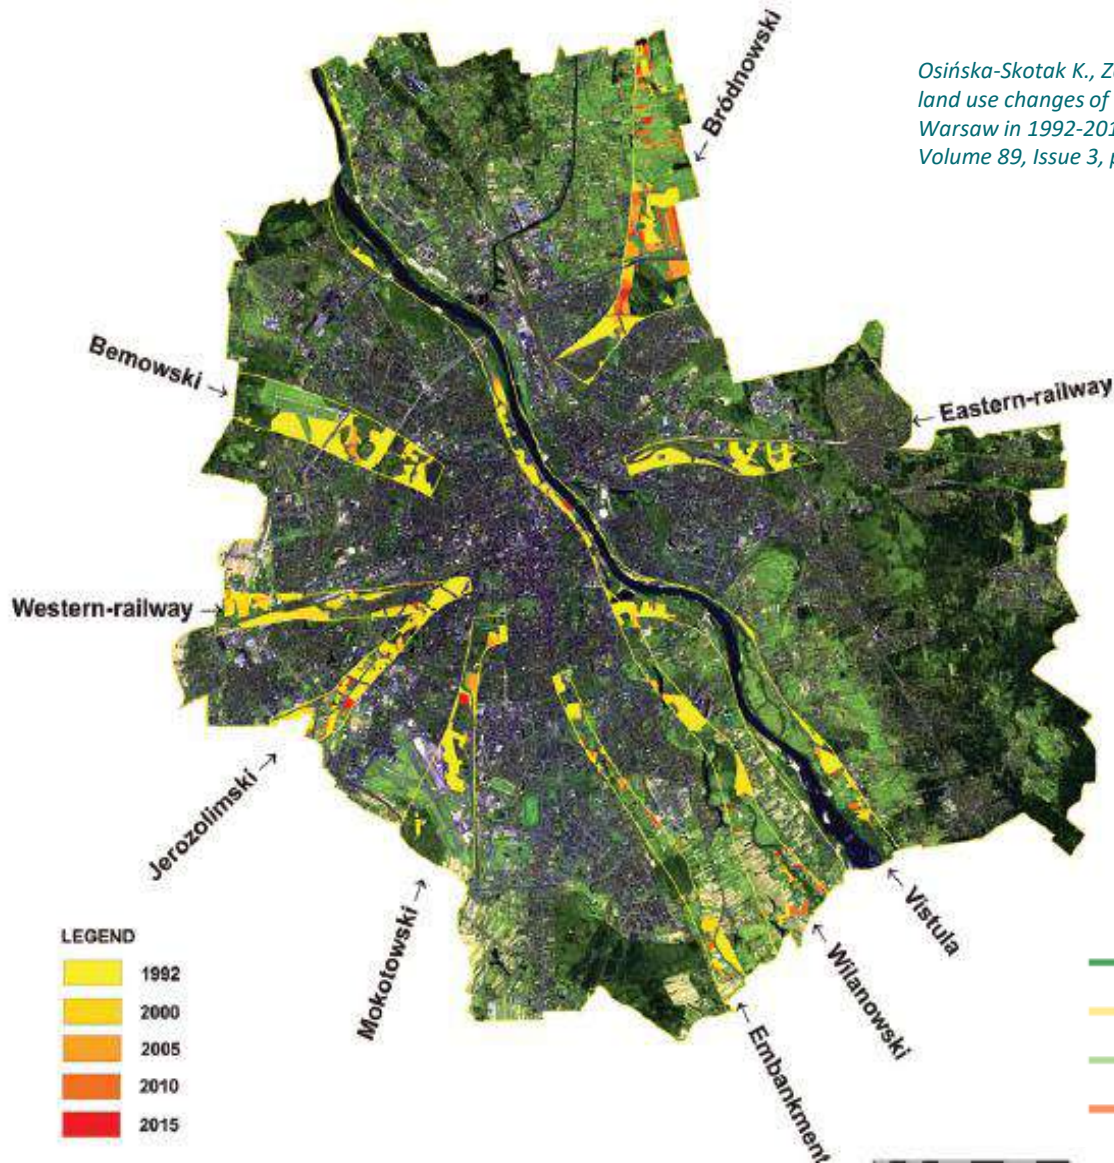 Osińska-Skotak K.,
land use changes of
Warsaw in 1992-201
Volume 89, Issue 3, p
← Bródnowski
Bemowski →
← Eastern-railway
Western-railway →
Jerozolimski →
Mokotowski →
← Vistula
← Wilanowski
← Embankment
LEGEND
1992
2000
2005
2010
2015